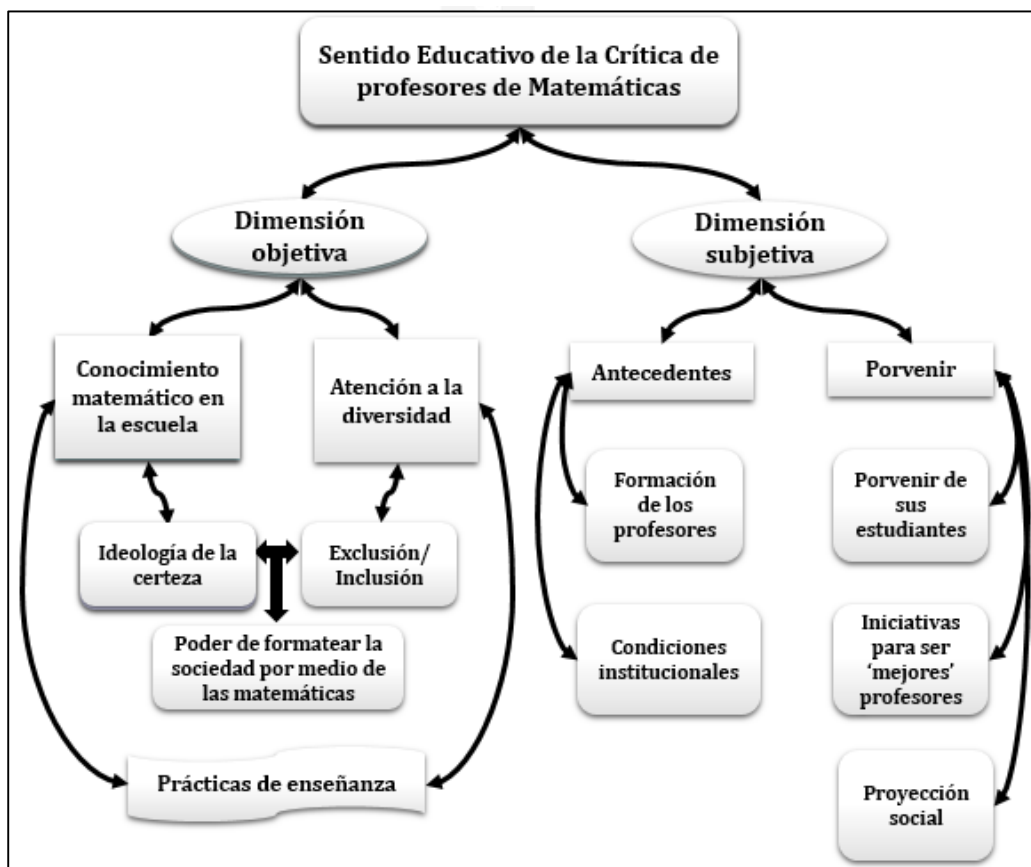 Sentido Educativo de la Crítica de
profesores de Matemáticas
Dimensión
objetiva
Dimensión
subjetiva
Conocimiento
matemático en
la escuela
Atención a la
diversidad
Antecedentes
Porvenir
Formación
de los
profesores
Porvenir de
sus
estudiantes
Ideología de la
certeza
Exclusión/
Inclusión
Poder de formatear la
sociedad por medio de
las matemáticas
Condiciones
institucionales
Iniciativas
para ser
‘mejores’
profesores
Prácticas de enseñanza
Proyección
social